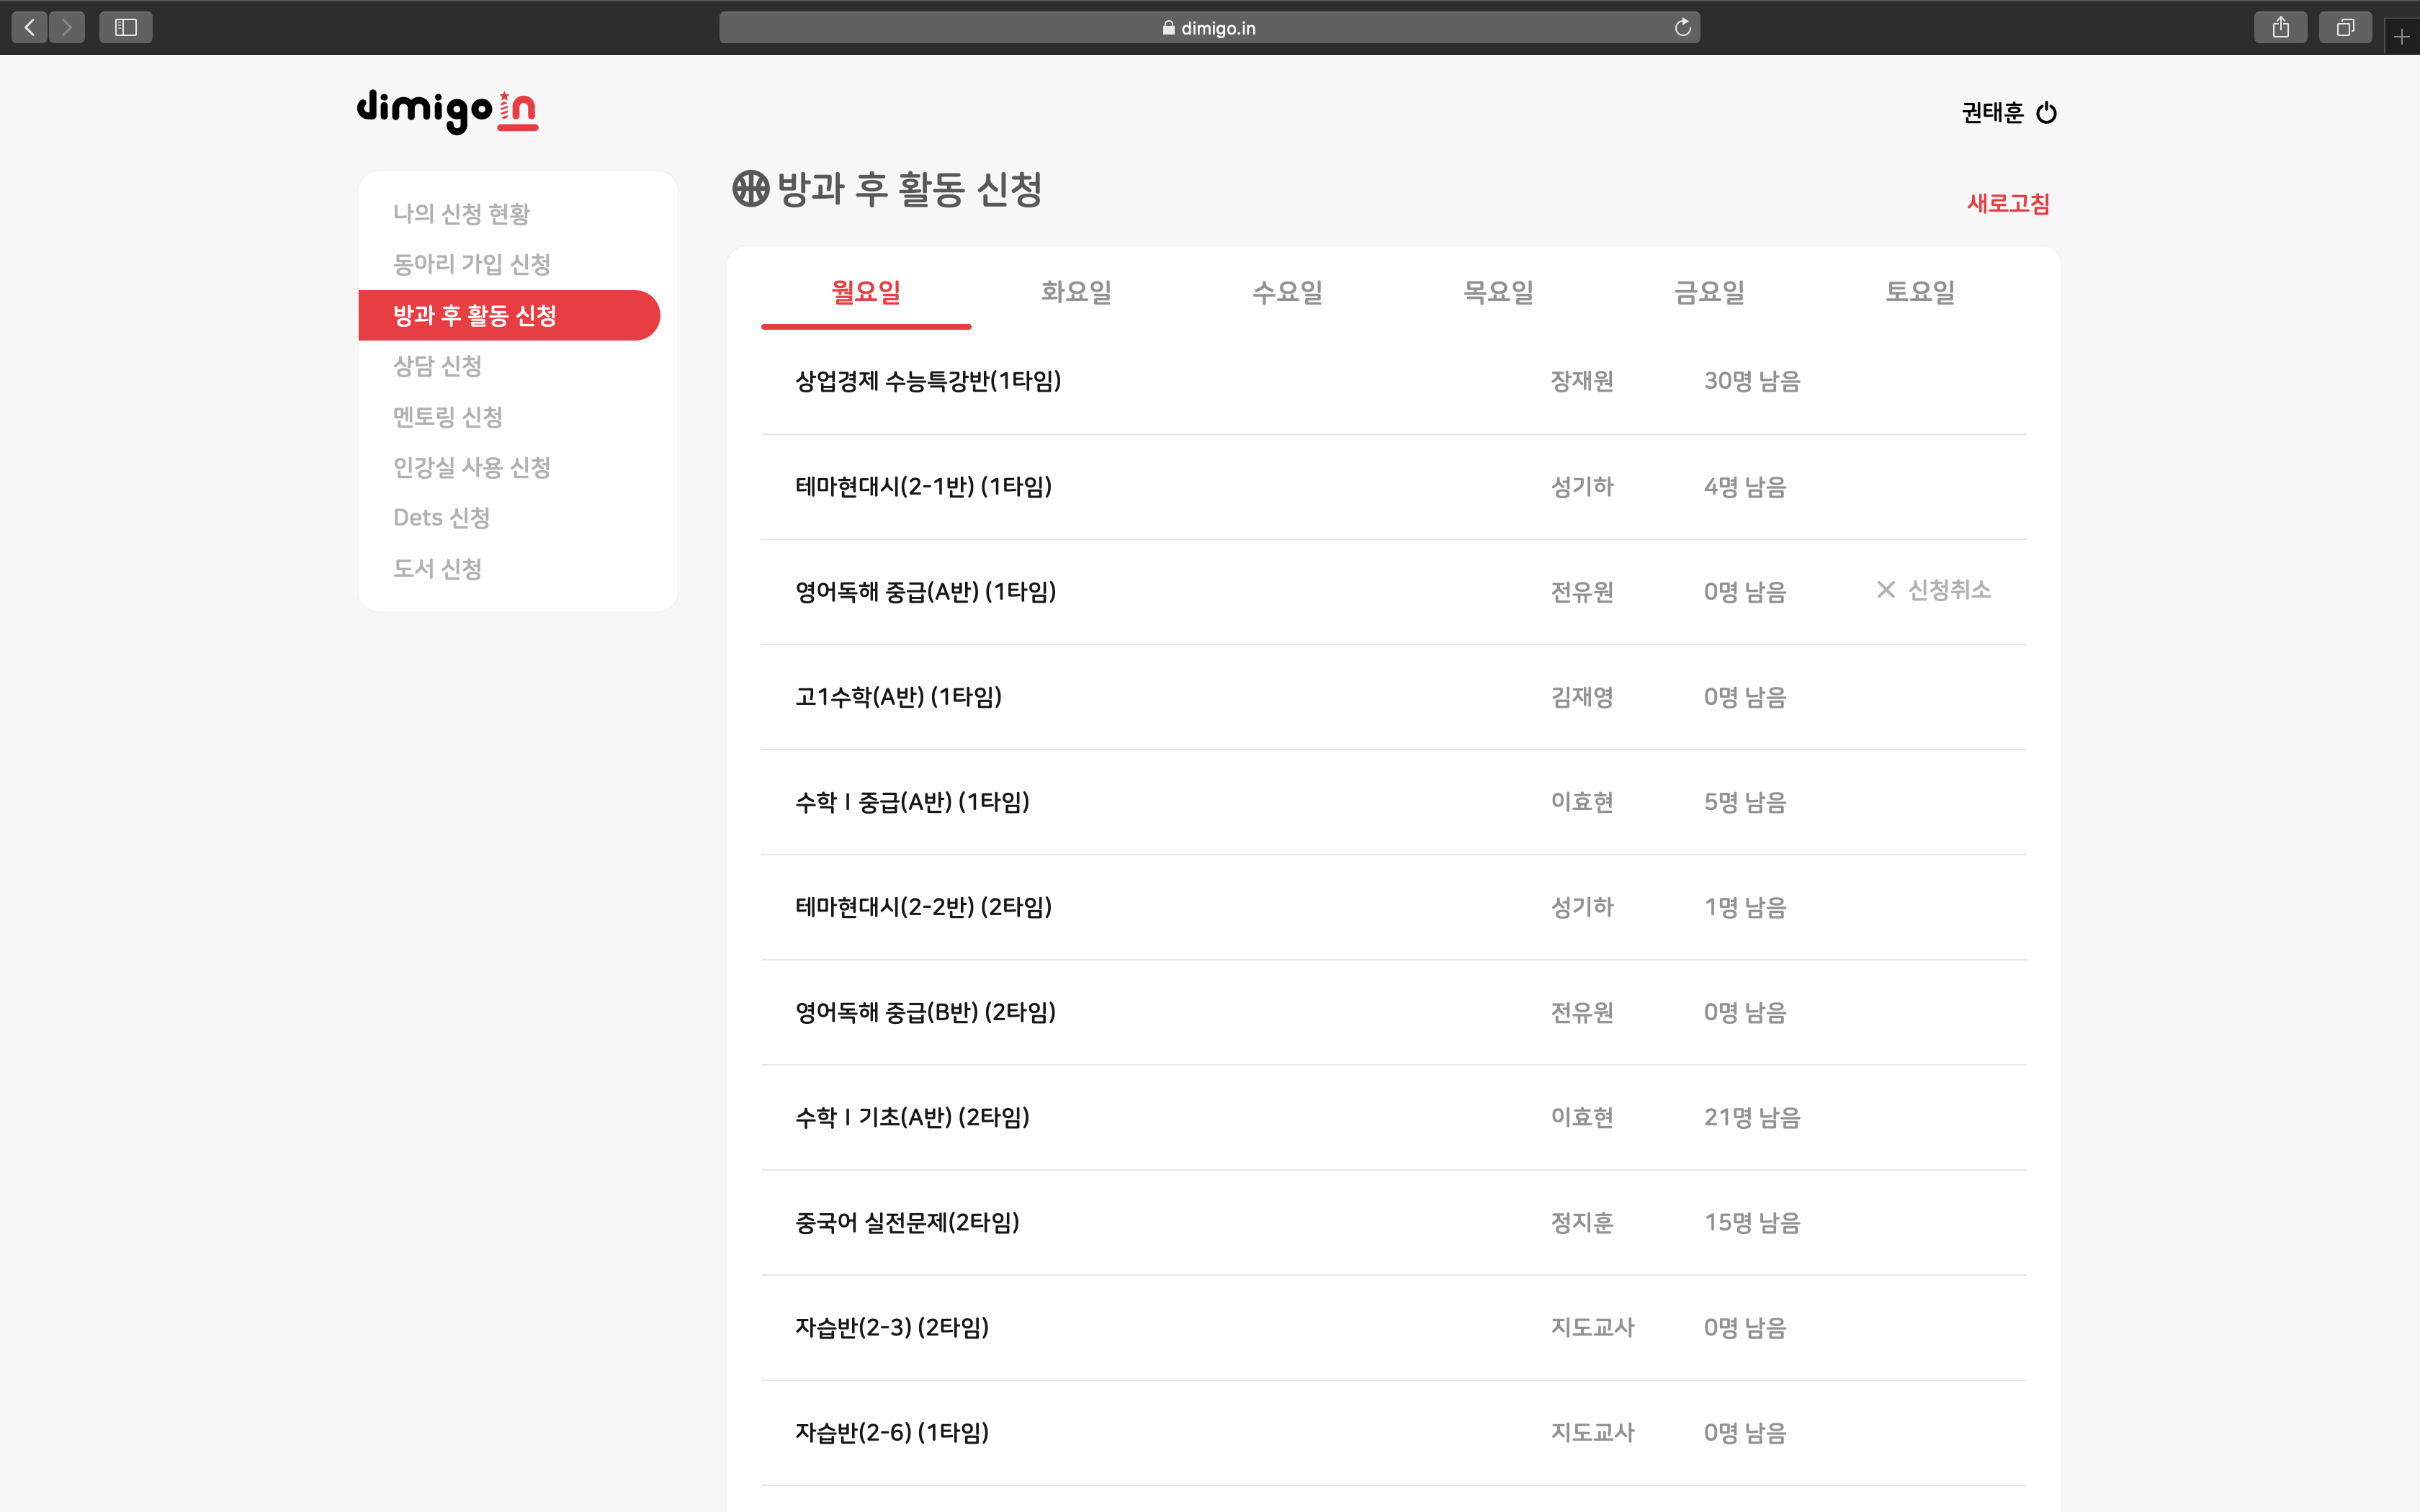 dimigo.in
dimigoin
권태훈
나의 신청 현황
동아리 가입 신청
방과 후 활동 신청
상담 신청
멘토링 신청
인강실 사용 신청
Dets 신청
도서 신청
방과 후 활동 신청
새로고침
월요일 화요일 수요일 목요일 금요일 토요일
상업경제 수능특강반(1타임) 장재원 30명 남음
테마현대시(2-1반) (1타임) 성기하 4명 남음
영어독해 중급(A반) (1타임) 전유원 0명 남음 신청취소
고1수학(A반) (1타임) 김재영 0명 남음
수학Ⅰ중급(A반) (1타임) 이효현 5명 남음
테마현대시(2-2반) (2타임) 성기하 1명 남음
영어독해 중급(B반) (2타임) 전유원 0명 남음
수학Ⅰ기초(A반) (2타임) 이효현 21명 남음
중국어 실전문제(2타임) 정지훈 15명 남음
자습반(2-3) (2타임) 지도교사 0명 남음
자습반(2-6) (1타임) 지도교사 0명 남음